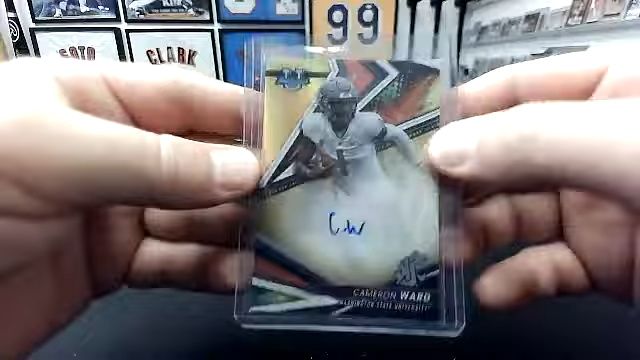 99
SOTO
CLARK
C.W
CAMERON WARD
WASHINGTON STATE UNIVERSITY